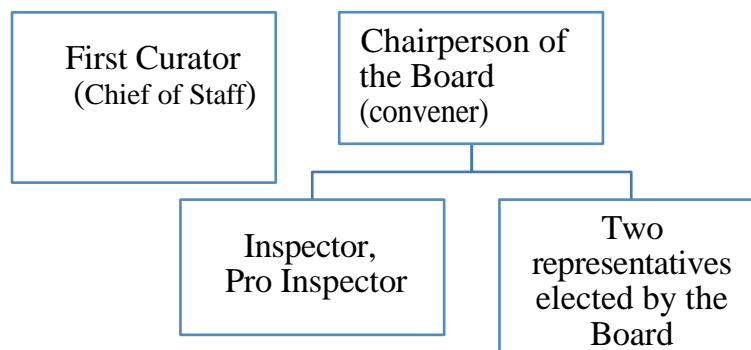 First Curator
(Chief of Staff)
Chairperson of
the Board
(convener)
Inspector,
Pro Inspector
Two
representatives
elected by the
Board